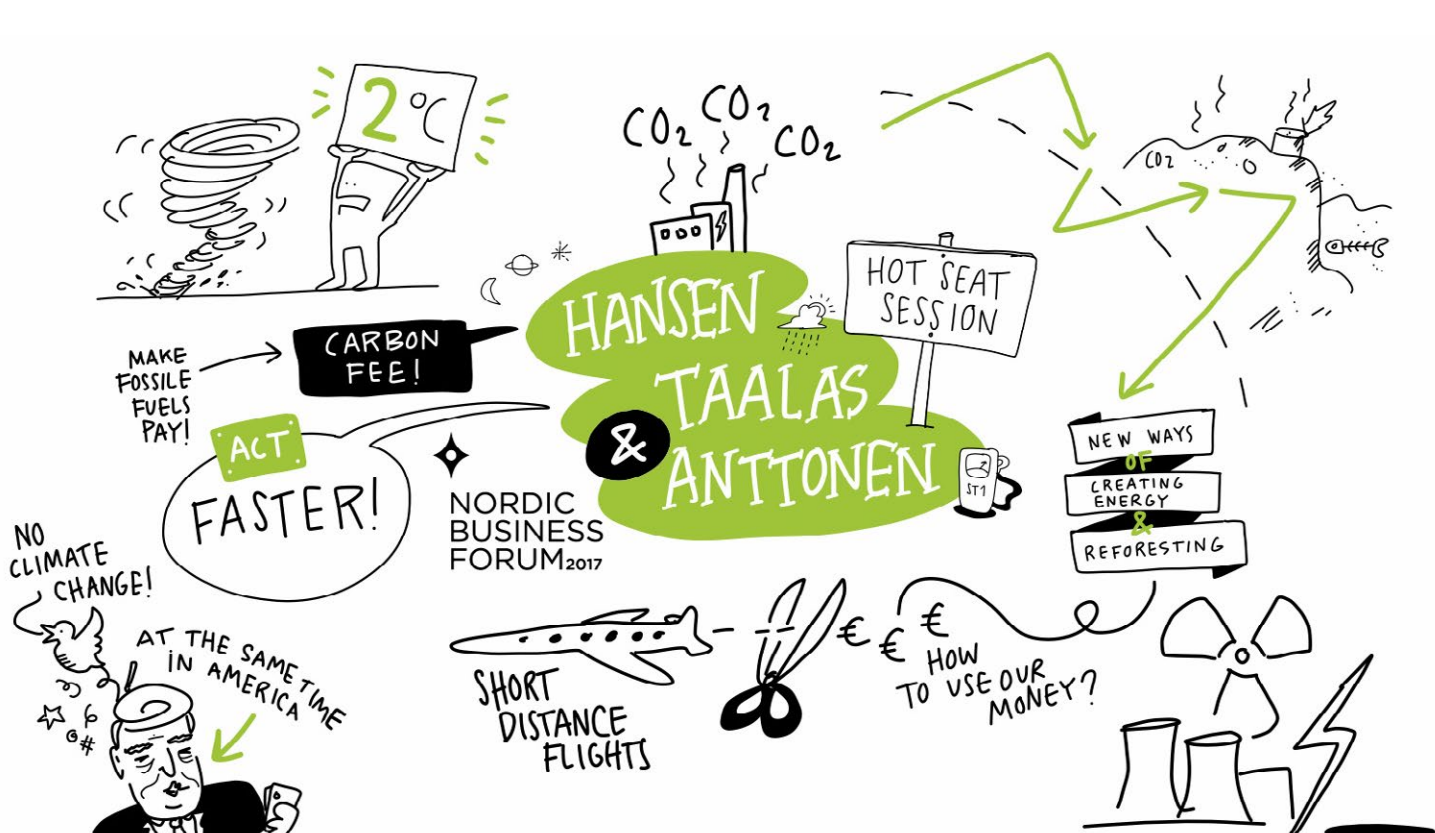 2°C
CO2
CO2
CO2
CO2
HANSEN
TAALAS
& ANTTONEN
HOT SEAT
SESSION
CARBON
FEE!
MAKE
FOSSILE
FUELS
PAY!
ACT
FASTER!
NORDIC
BUSINESS
FORUM2017
ST1
NEW WAYS
OF
CREATING
ENERGY
&
REFORESTING
NO
CLIMATE
CHANGE!
@#
AT THE SAME TIME
IN AMERICA
SHORT
DISTANCE
FLIGHTS
€
€
€
HOW
TO USE OUR
MONEY?